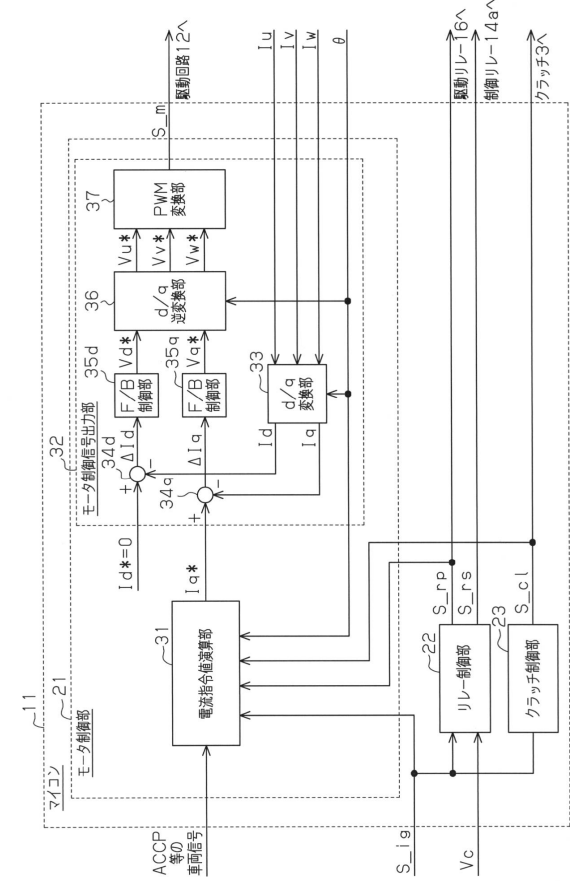 11
マイコン
21
モータ制御部
32
モータ制御信号出力部
ACCP
等の
車両信号
31
電流指令値演算部
Id*=0
Iq*
+
34d
-
ΔId
+
34q
-
ΔIq
35d
F/B
制御部
35q
F/B
制御部
Vd*
Vq*
36
d/q
逆変換部
Vu*
Vv*
Vw*
37
PWM
変換部
S_m
駆動回路12へ
33
d/q
変換部
Id
Iq
Iu
Iv
Iw
θ
S_ig
Vc
22
リレー制御部
S_rp
S_rs
駆動リレー16へ
制御リレー14aへ
23
クラッチ制御部
S_cl
クラッチ3へ